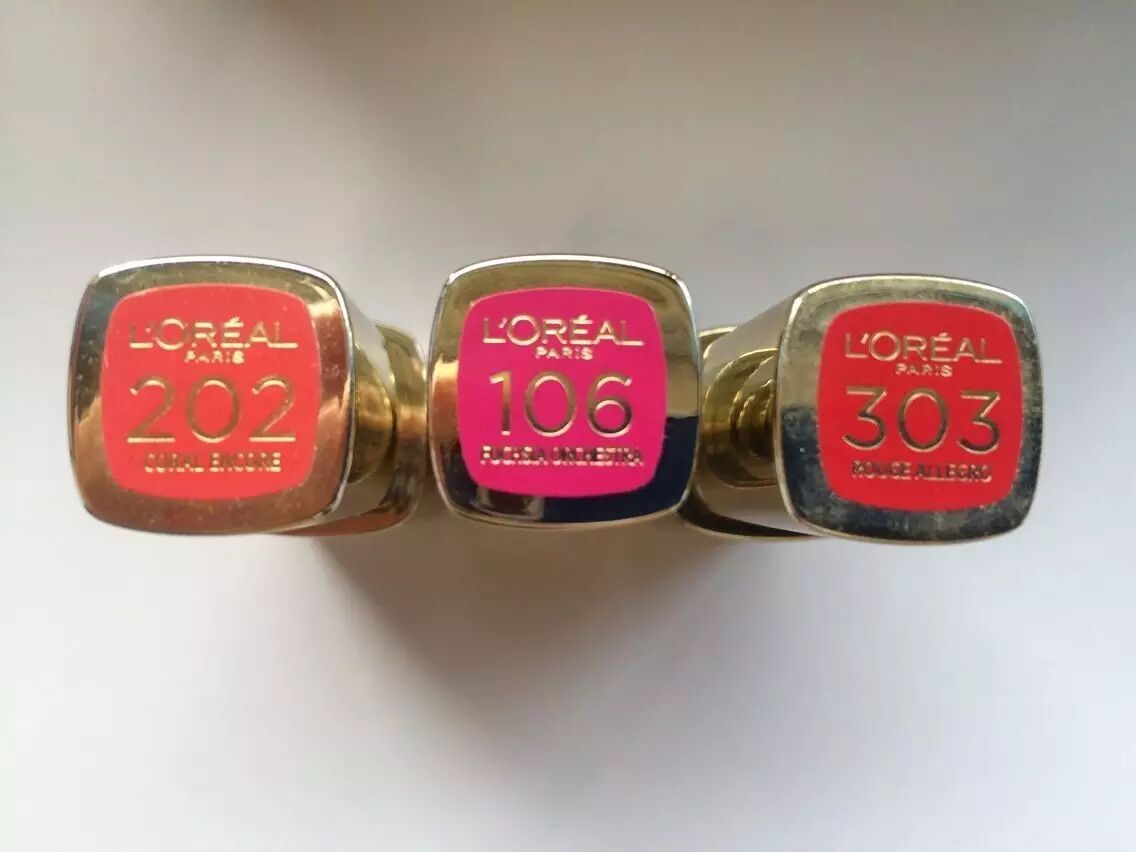 L'ORÉAL
PARIS
202
CORAL ENCORE
L'ORÉAL
PARIS
106
FUCHSIA ORCHESTRA
L'ORÉAL
PARIS
303
ROUGE ALLEGRO